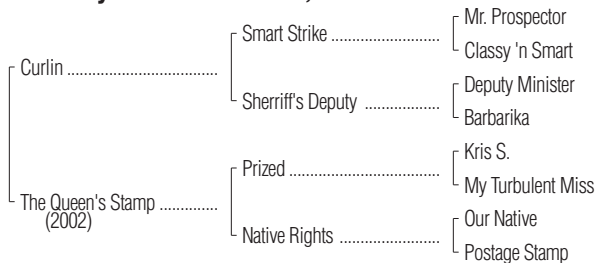 Mr. Prospector
Smart Strike ........................
Classy 'n Smart
Curlin ..................................
Deputy Minister
Sherriff's Deputy .................
Barbarika
Kris S.
Prized ..................................
My Turbulent Miss
The Queen's Stamp .............
(2002)
Our Native
Native Rights ......................
Postage Stamp